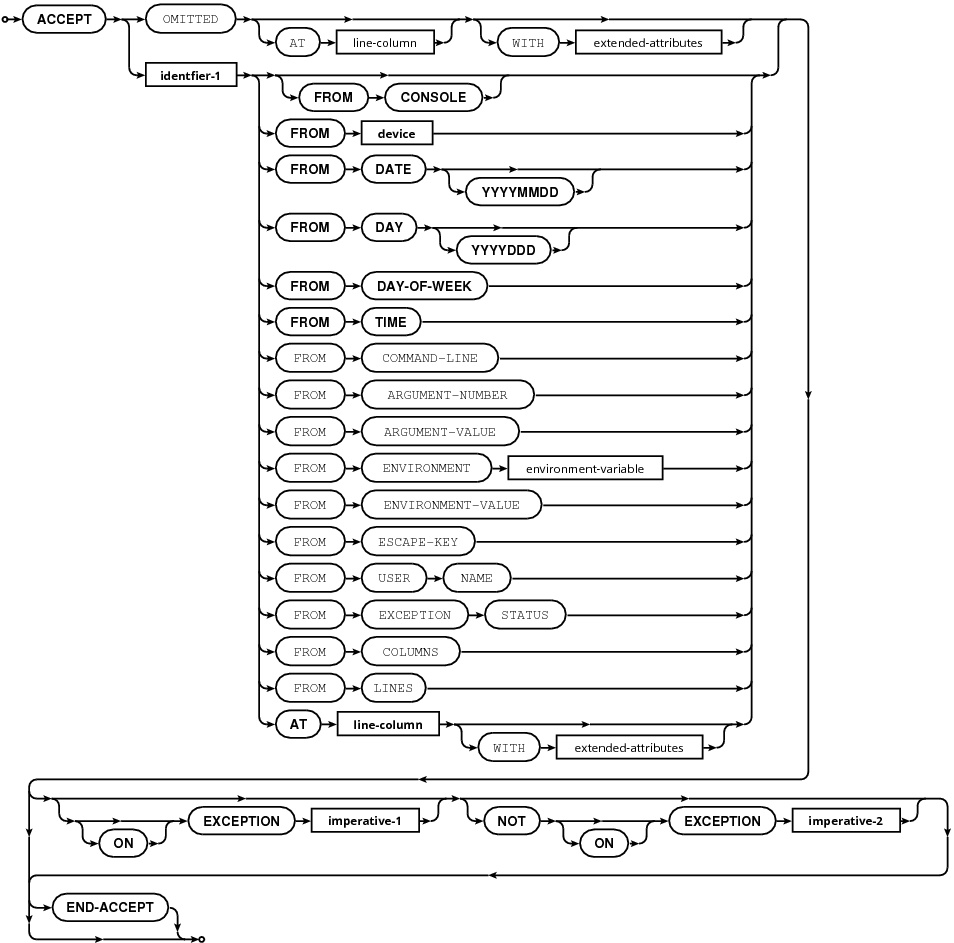 ACCEPT OMITTED
AT line-column WITH extended-attributes
identfier-1
FROM CONSOLE
FROM device
FROM DATE
YYYYMMDD
FROM DAY
YYYYDDD
FROM DAY-OF-WEEK
FROM TIME
FROM COMMAND-LINE
FROM ARGUMENT-NUMBER
FROM ARGUMENT-VALUE
FROM ENVIRONMENT environment-variable
FROM ENVIRONMENT-VALUE
FROM ESCAPE-KEY
FROM USER NAME
FROM EXCEPTION STATUS
FROM COLUMNS
FROM LINES
AT line-column
WITH extended-attributes
EXCEPTION imperative-1 NOT EXCEPTION imperative-2
ON ON
END-ACCEPT